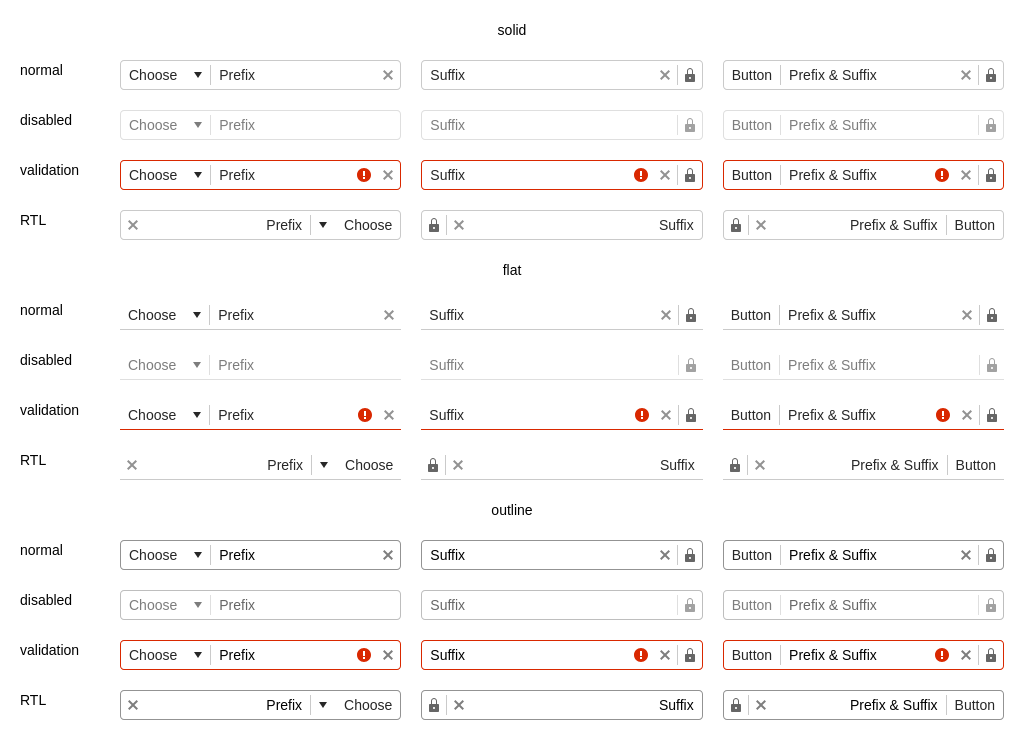 solid
normal Choose Prefix Suffix Button Prefix & Suffix
disabled Choose Prefix Suffix Button Prefix & Suffix
validation Choose Prefix Suffix Button Prefix & Suffix
RTL Prefix Choose Suffix Prefix & Suffix Button
flat
normal Choose Prefix Suffix Button Prefix & Suffix
disabled Choose Prefix Suffix Button Prefix & Suffix
validation Choose Prefix Suffix Button Prefix & Suffix
RTL Prefix Choose Suffix Prefix & Suffix Button
outline
normal Choose Prefix Suffix Button Prefix & Suffix
disabled Choose Prefix Suffix Button Prefix & Suffix
validation Choose Prefix Suffix Button Prefix & Suffix
RTL Prefix Choose Suffix Prefix & Suffix Button